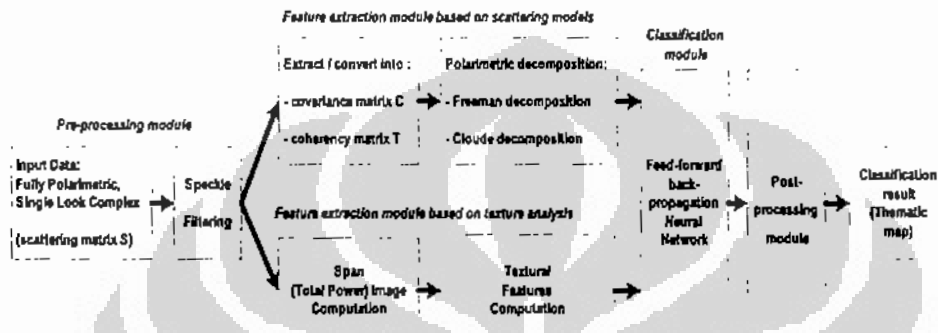 Feature extraction module based on scattering models
Classification
module
Extract / convert into :
- covariance matrix C
- coherency matrix T
Polarimetric decomposition:
- Freeman decomposition
- Cloude decomposition
Pre-processing module
Input Data:
Fully Polarimetric,
Single Look Complex
(scattering matrix S)
Speckle
Filtering
Feature extraction module based on texture analysis
Span
(Total Power) Image
Computation
Textural
Features
Computation
Feed-forward
back-
propagation
Neural
Network
Post-
processing
module
Classification
result
(Thematic
map)